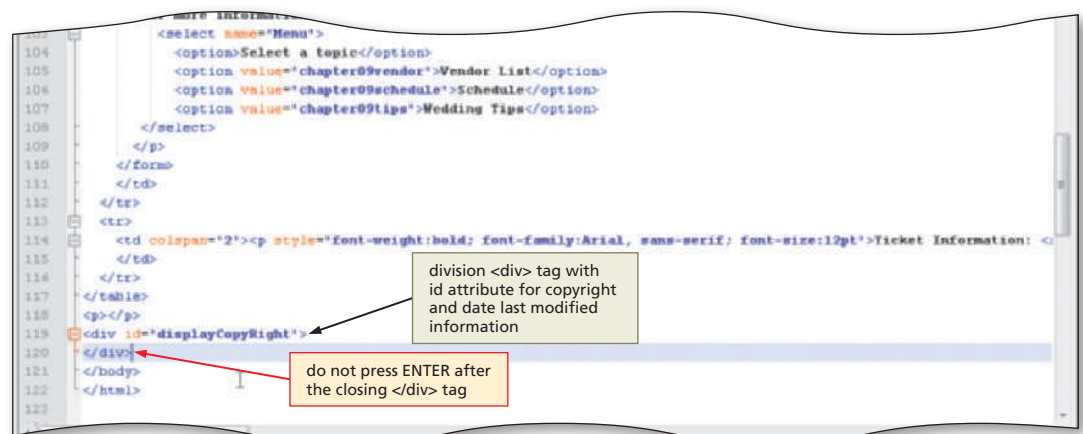 more information
103 <select name="Menu">
104 <option>Select a topic</option>
105 <option value="chapter09vendor">Vendor List</option>
106 <option value="chapter09schedule">Schedule</option>
107 <option value="chapter09tips">Wedding Tips</option>
108 </select>
109 </p>
110 </form>
111 </td>
112 </tr>
113 <tr>
114 <td colspan="2"><p style="font-weight:bold; font-family:Arial, sans-serif; font-size:12pt">Ticket Information: <
115 </td>
116 </tr>
117 </table>
118 <p></p>
119 <div id="displayCopyRight">
120 </div>
121 </body>
122 </html>
123
division <div> tag with
id attribute for copyright
and date last modified
information
do not press ENTER after
the closing </div> tag